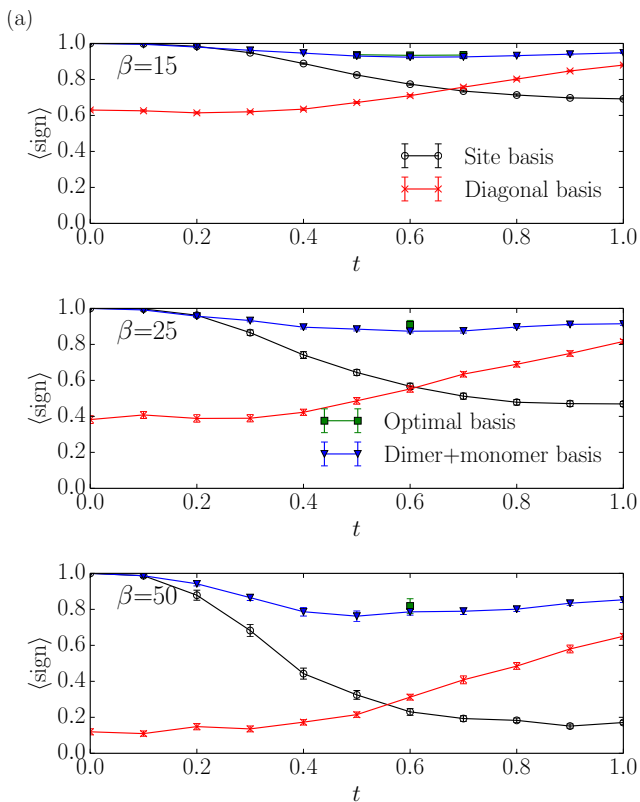 (a)
1.0
0.8
0.6
0.4
0.2
0.0
⟨sign⟩
β=15
Site basis
Diagonal basis
0.0 0.2 0.4 0.6 0.8 1.0
t
1.0
0.8
0.6
0.4
0.2
0.0
⟨sign⟩
β=25
Optimal basis
Dimer+monomer basis
0.0 0.2 0.4 0.6 0.8 1.0
t
1.0
0.8
0.6
0.4
0.2
0.0
⟨sign⟩
β=50
0.0 0.2 0.4 0.6 0.8 1.0
t